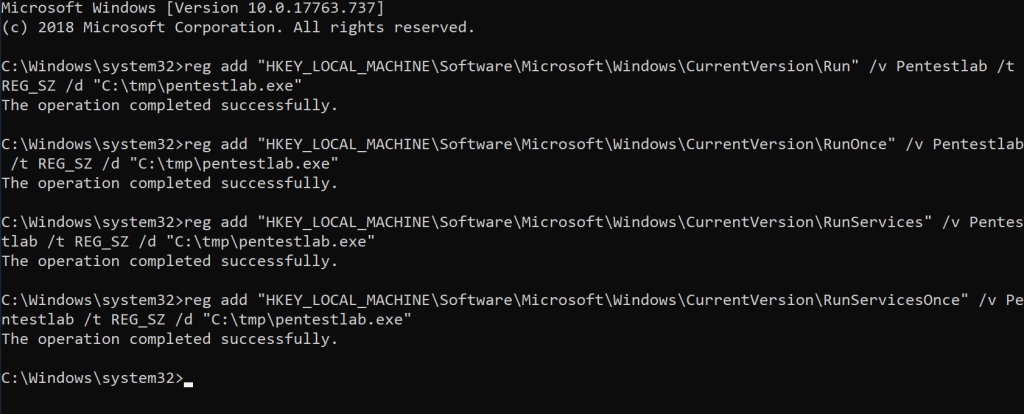 Microsoft Windows [Version 10.0.17763.737]
(c) 2018 Microsoft Corporation. All rights reserved.
C:\Windows\system32>reg add "HKEY_LOCAL_MACHINE\Software\Microsoft\Windows\CurrentVersion\Run" /v Pentestlab /t
REG_SZ /d "C:\tmp\pentestlab.exe"
The operation completed successfully.
C:\Windows\system32>reg add "HKEY_LOCAL_MACHINE\Software\Microsoft\Windows\CurrentVersion\RunOnce" /v Pentestlab
 /t REG_SZ /d "C:\tmp\pentestlab.exe"
The operation completed successfully.
C:\Windows\system32>reg add "HKEY_LOCAL_MACHINE\Software\Microsoft\Windows\CurrentVersion\RunServices" /v Pentes
tlab /t REG_SZ /d "C:\tmp\pentestlab.exe"
The operation completed successfully.
C:\Windows\system32>reg add "HKEY_LOCAL_MACHINE\Software\Microsoft\Windows\CurrentVersion\RunServicesOnce" /v Pe
ntestlab /t REG_SZ /d "C:\tmp\pentestlab.exe"
The operation completed successfully.
C:\Windows\system32>